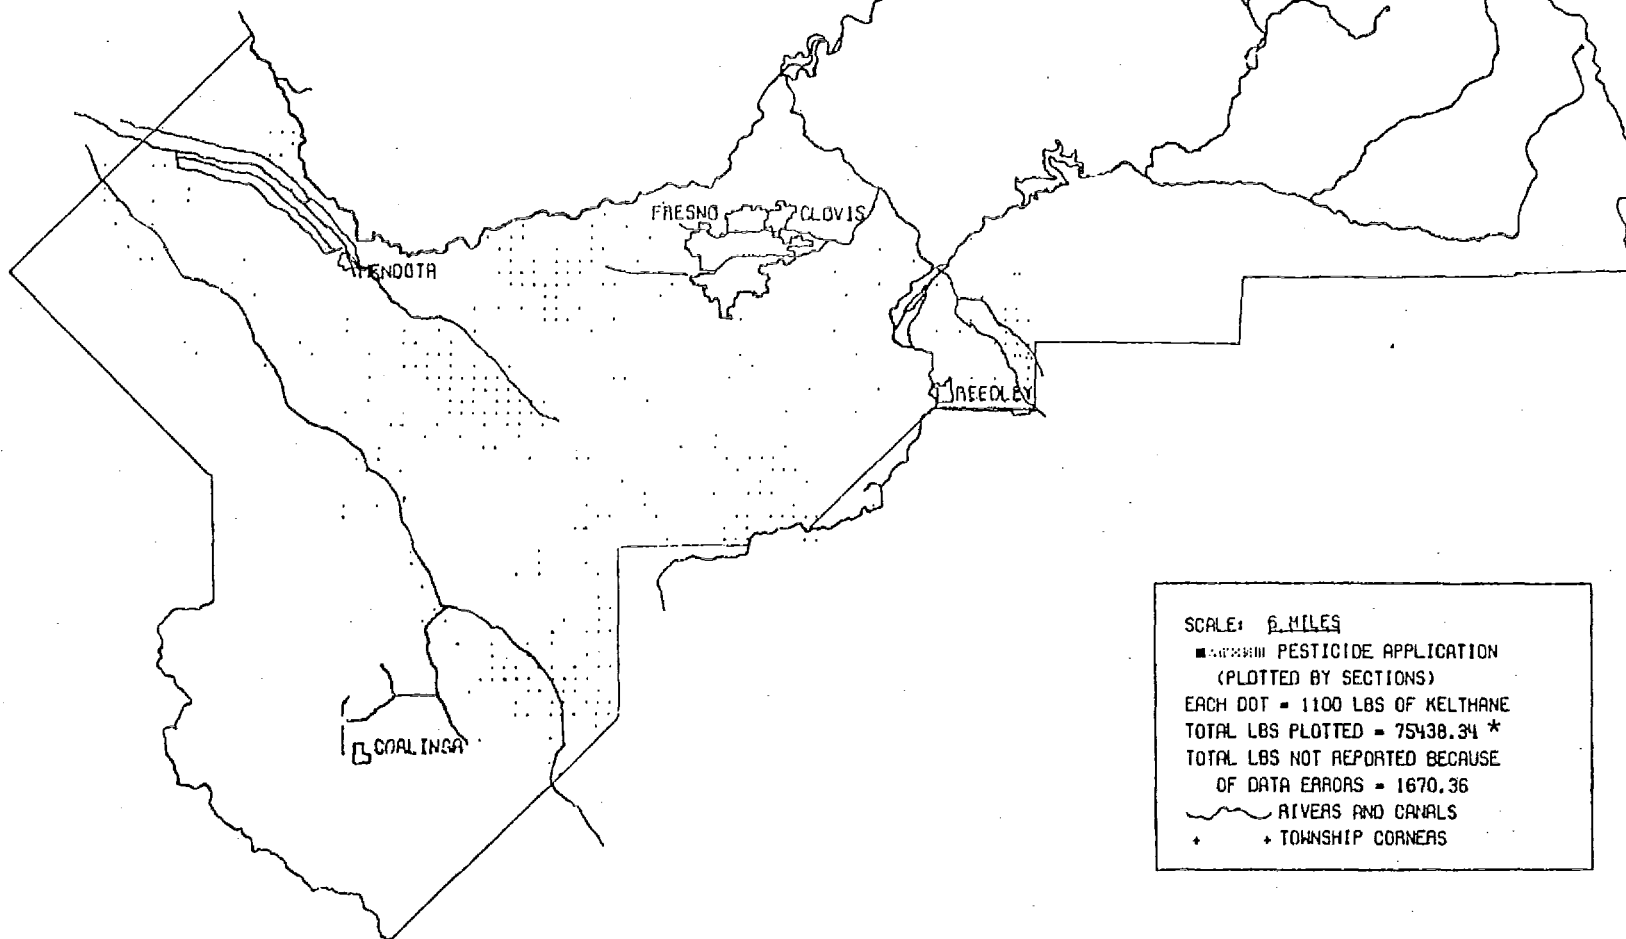 FRESNO
CLOVIS
MENDOTA
REEDLEY
COALINGA
SCALE: 6 MILES
PESTICIDE APPLICATION
(PLOTTED BY SECTIONS)
EACH DOT = 1100 LBS OF KELTHANE
TOTAL LBS PLOTTED = 75438.34 *
TOTAL LBS NOT REPORTED BECAUSE
OF DATA ERRORS = 1670.36
RIVERS AND CANALS
+ + TOWNSHIP CORNERS